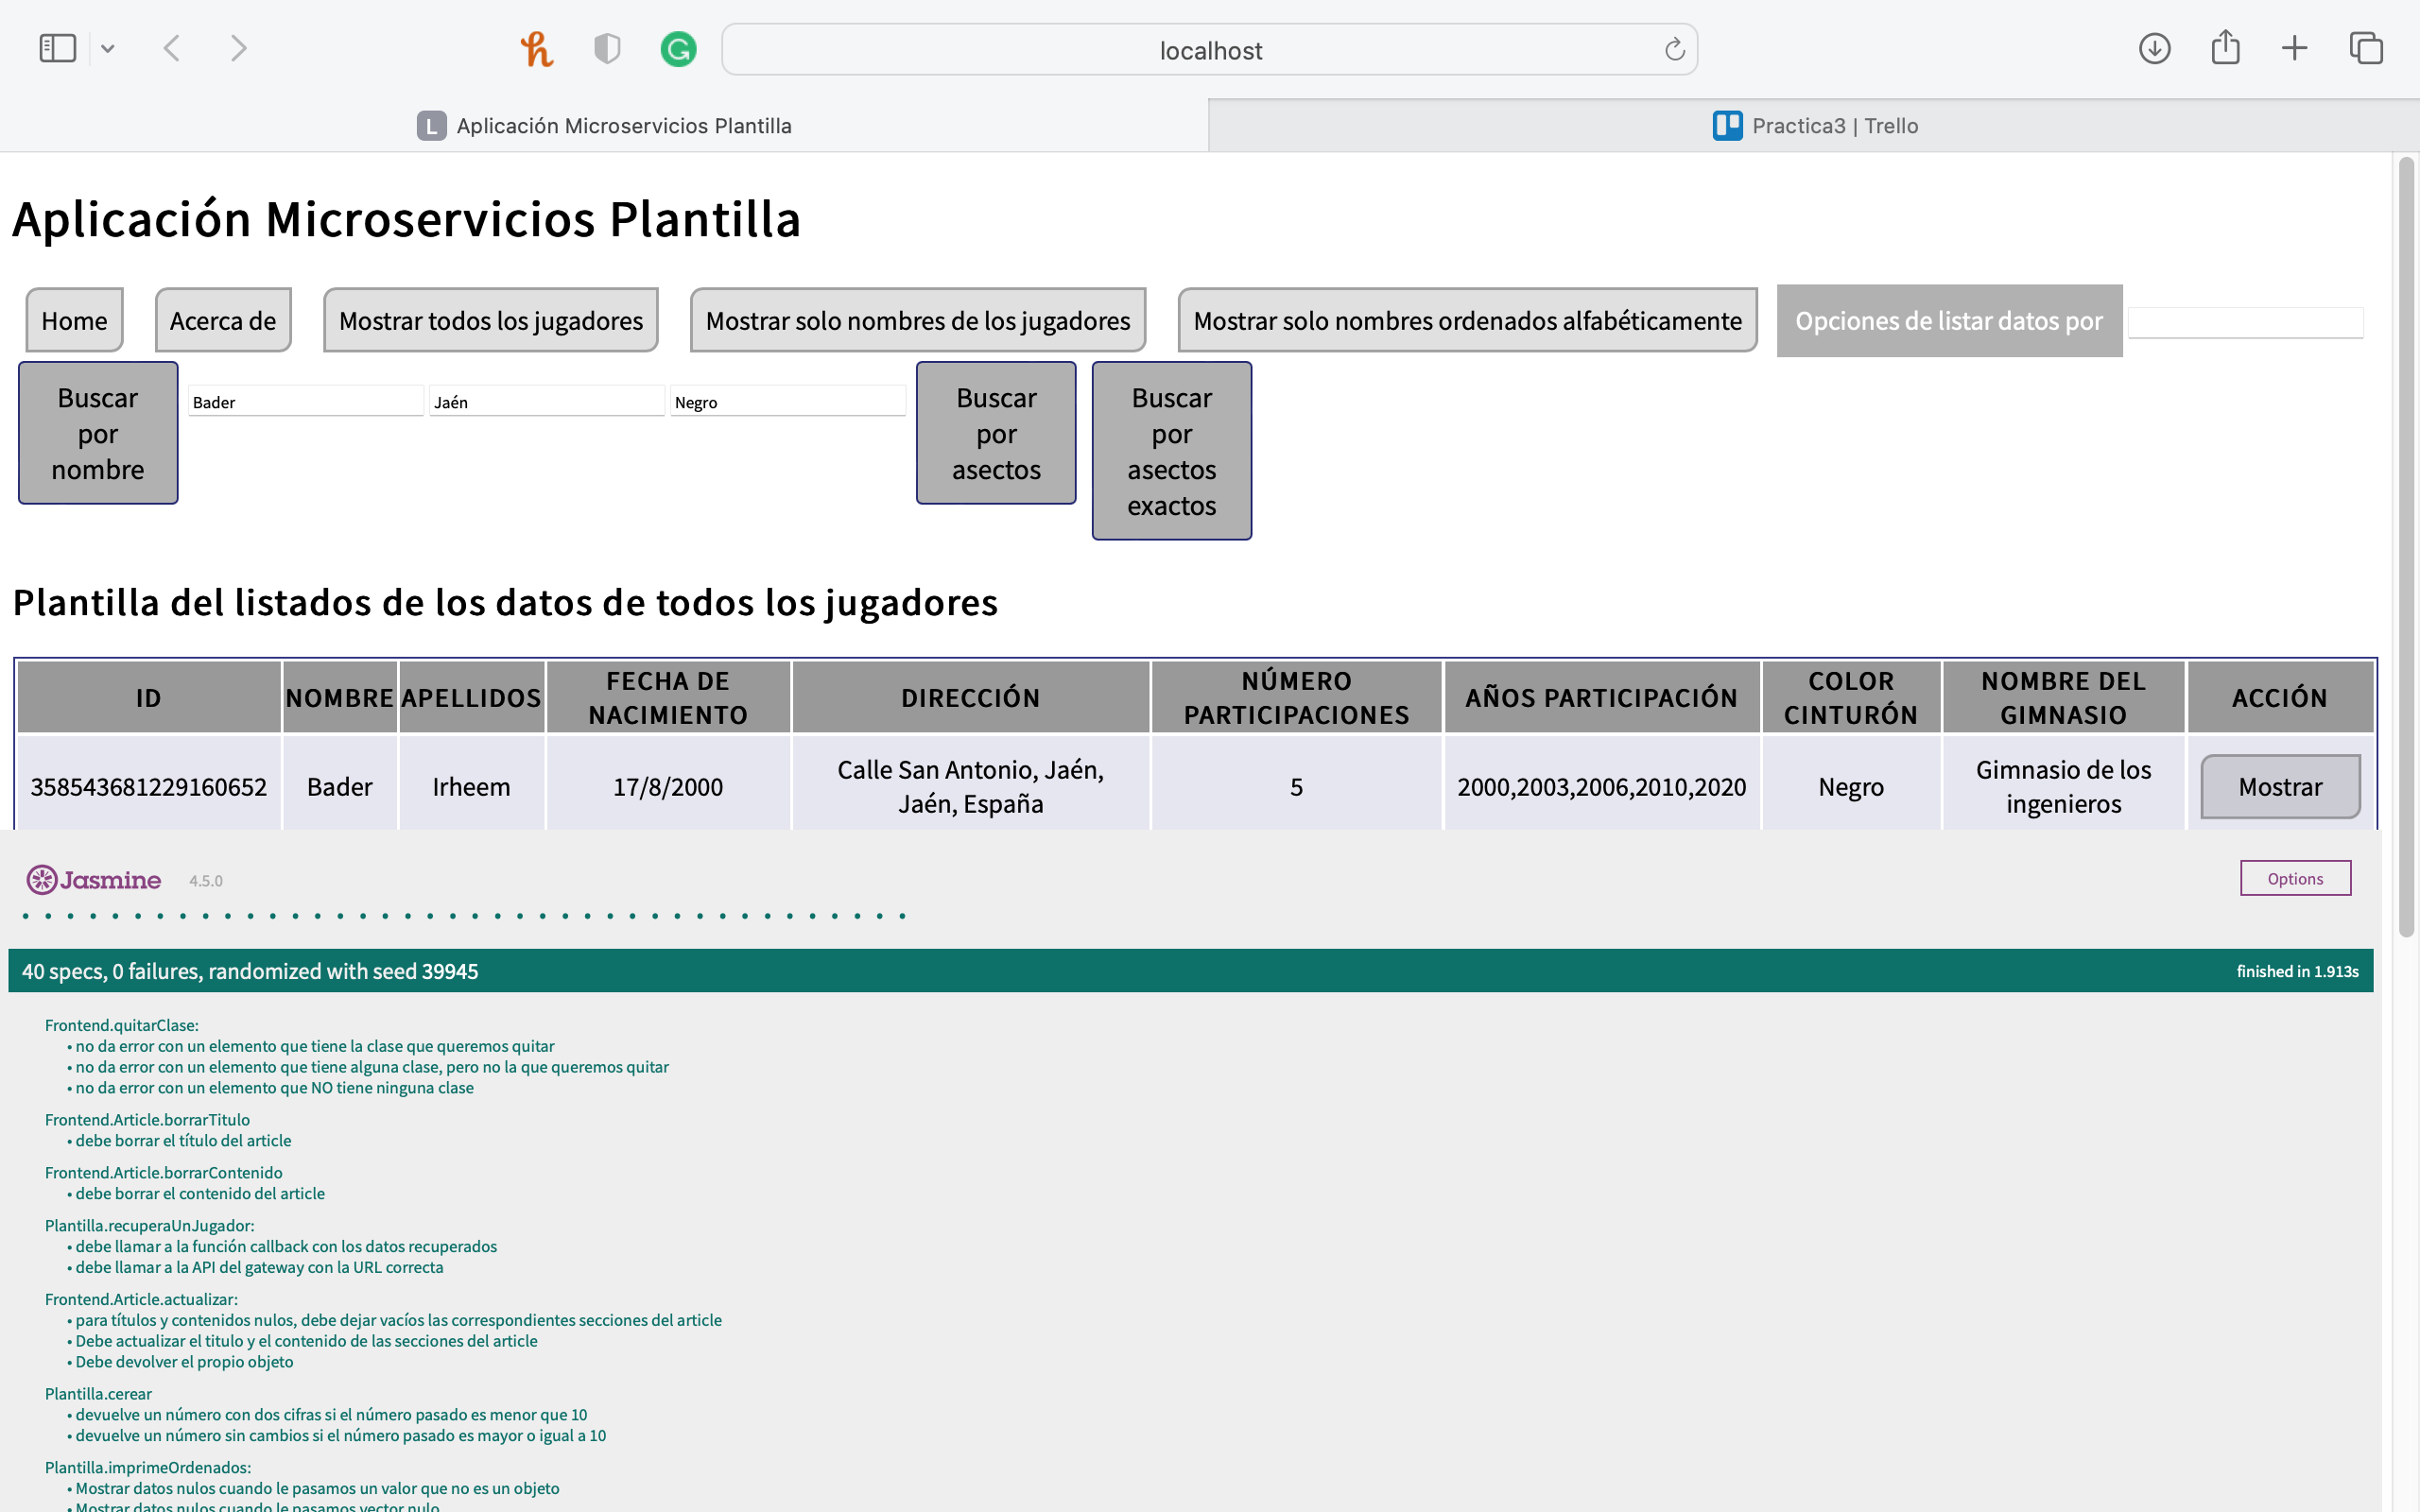 localhost
L Aplicación Microservicios Plantilla
Practica3 | Trello
Aplicación Microservicios Plantilla
Home
Acerca de
Mostrar todos los jugadores
Mostrar solo nombres de los jugadores
Mostrar solo nombres ordenados alfabéticamente
Opciones de listar datos por
Buscar
por
nombre
Bader
Jaén
Negro
Buscar
por
asectos
Buscar
por
asectos
exactos
Plantilla del listados de los datos de todos los jugadores
ID
NOMBRE
APELLIDOS
FECHA DE
NACIMIENTO
DIRECCIÓN
NÚMERO
PARTICIPACIONES
AÑOS PARTICIPACIÓN
COLOR
CINTURÓN
NOMBRE DEL
GIMNASIO
ACCIÓN
358543681229160652
Bader
Irheem
17/8/2000
Calle San Antonio, Jaén,
Jaén, España
5
2000,2003,2006,2010,2020
Negro
Gimnasio de los
ingenieros
Mostrar
Jasmine 4.5.0
Options
40 specs, 0 failures, randomized with seed 39945
finished in 1.913s
Frontend.quitarClase:
• no da error con un elemento que tiene la clase que queremos quitar
• no da error con un elemento que tiene alguna clase, pero no la que queremos quitar
• no da error con un elemento que NO tiene ninguna clase
Frontend.Article.borrarTitulo
• debe borrar el título del article
Frontend.Article.borrarContenido
• debe borrar el contenido del article
Plantilla.recuperaUnJugador:
• debe llamar a la función callback con los datos recuperados
• debe llamar a la API del gateway con la URL correcta
Frontend.Article.actualizar:
• para títulos y contenidos nulos, debe dejar vacíos las correspondientes secciones del article
• Debe actualizar el titulo y el contenido de las secciones del article
• Debe devolver el propio objeto
Plantilla.cerear
• devuelve un número con dos cifras si el número pasado es menor que 10
• devuelve un número sin cambios si el número pasado es mayor o igual a 10
Plantilla.imprimeOrdenados:
• Mostrar datos nulos cuando le pasamos un valor que no es un objeto
• Mostrar datos nulos cuando le pasamos vector nulo